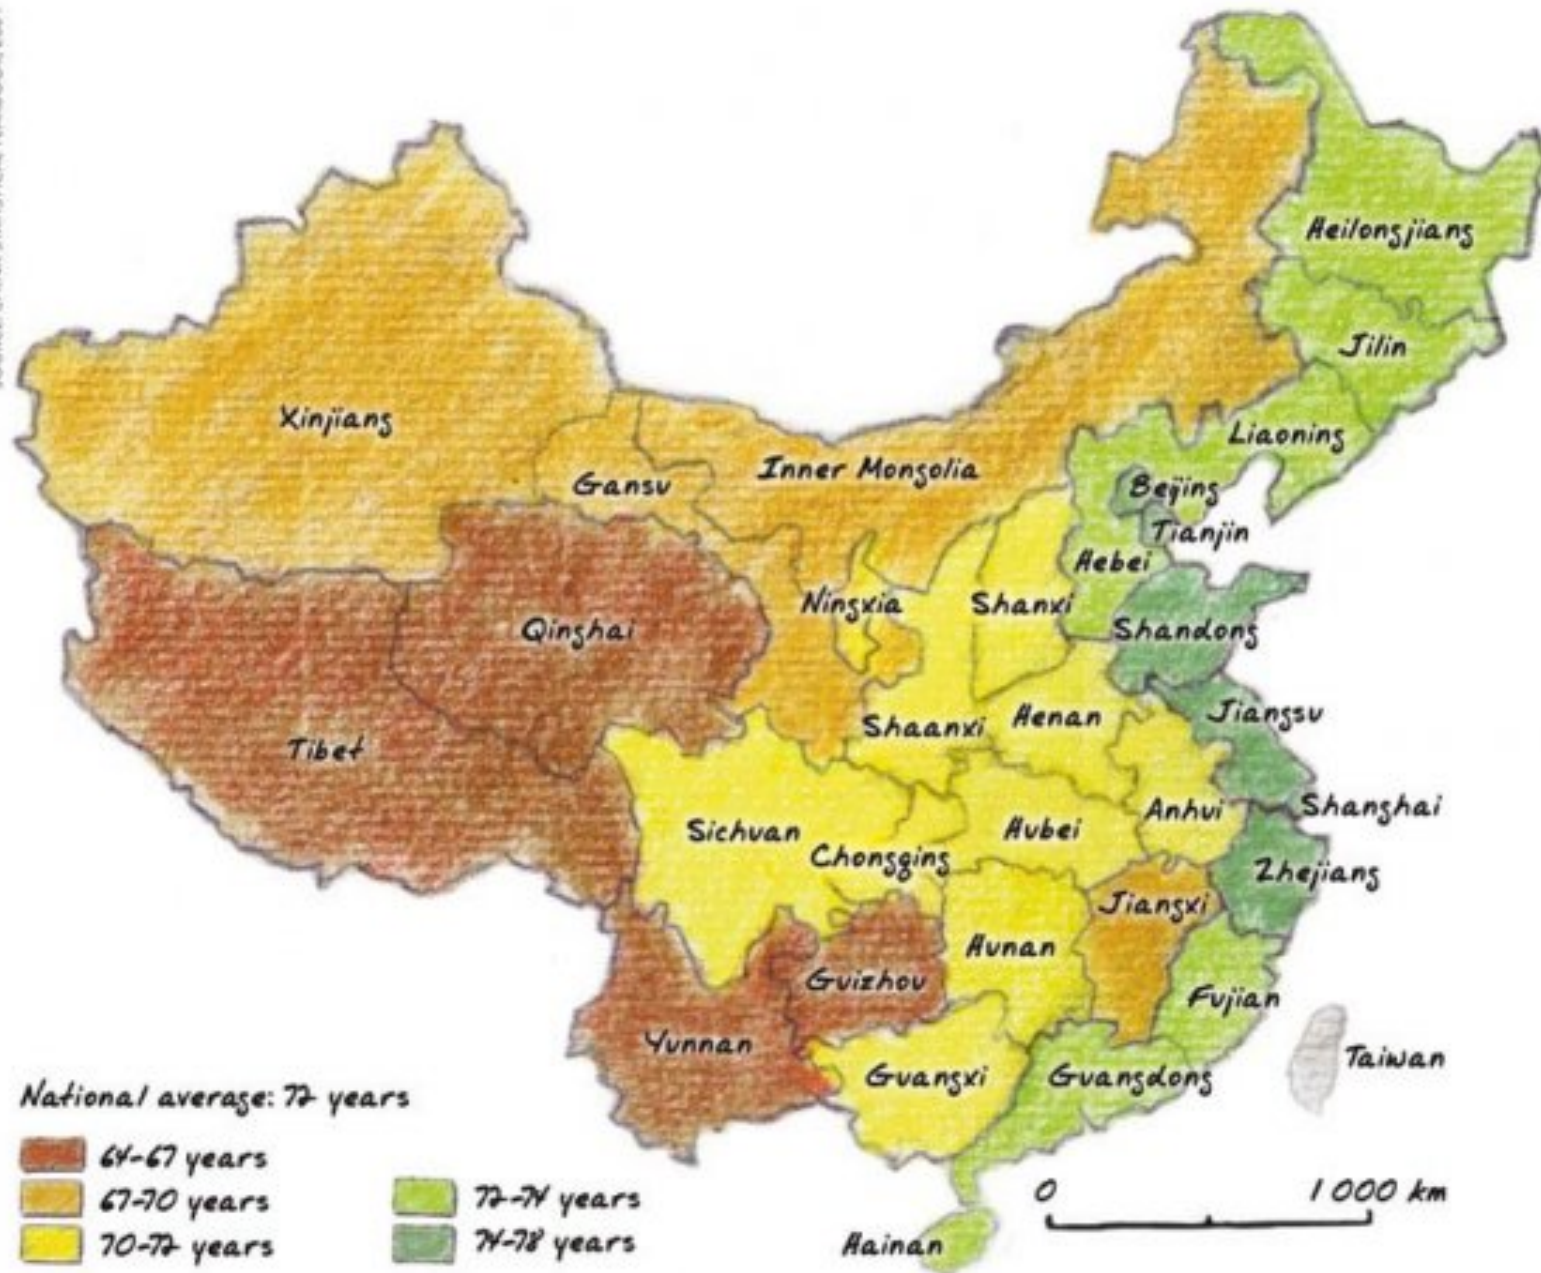 Heilongjiang
Jilin
Xinjiang
Liaoning
Inner Mongolia
Gansu
Beijing
Tianjin
Hebei
Ningxia
Shanxi
Qinghai
Shandong
Shaanxi
Henan
Jiangsu
Tibet
Shanghai
Anhui
Sichuan
Hubei
Chongqing
Zhejiang
Jiangxi
Hunan
Guizhou
Fujian
Yunnan
Taiwan
Guangxi
Guangdong
Hainan
National average: 72 years
64-67 years
67-70 years
70-72 years
72-74 years
74-78 years
0 1 000 km